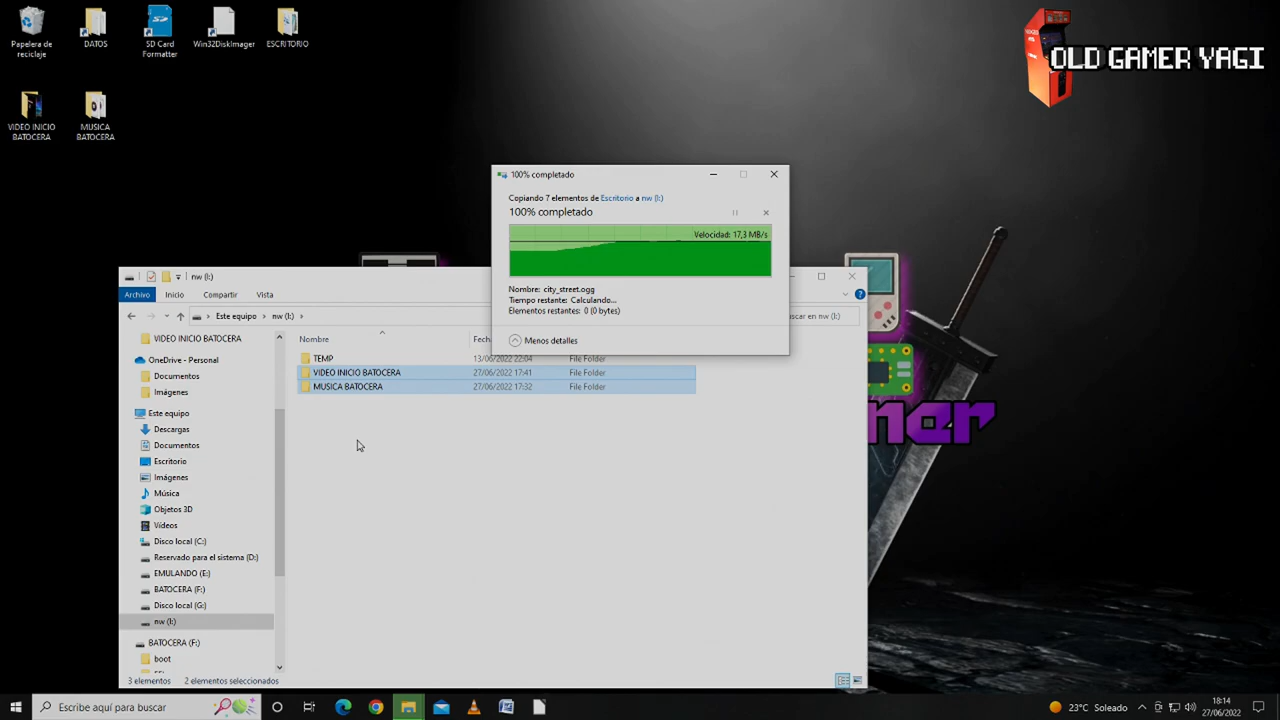 Papelera de
reciclaje
DATOS
SD Card
Formatter
Win32DiskImager
ESCRITORIO
VIDEO INICIO
BATOCERA
MUSICA
BATOCERA
OLD GAMER YAGI
100% completado
Copiando 7 elementos de Escritorio a nw (I:)
100% completado
Velocidad: 17,3 MB/s
Nombre: city_street.ogg
Tiempo restante: Calculando...
Elementos restantes: 0 (0 bytes)
Menos detalles
nw (I:)
Archivo
Inicio
Compartir
Vista
Este equipo
nw (I:)
en nw (I:)
VIDEO INICIO BATOCERA
OneDrive - Personal
Documentos
Imágenes
Este equipo
Descargas
Documentos
Escritorio
Imágenes
Música
Objetos 3D
Vídeos
Disco local (C:)
Reservado para el sistema (D:)
EMULANDO (E:)
BATOCERA (F:)
Disco local (G:)
nw (I:)
BATOCERA (F:)
boot
Nombre
TEMP 13/06/2022 22:04 File Folder
VIDEO INICIO BATOCERA 27/06/2022 17:41 File Folder
MUSICA BATOCERA 27/06/2022 17:32 File Folder
3 elementos
2 elementos seleccionados
Escribe aquí para buscar
23°C Soleado
18:14
27/06/2022